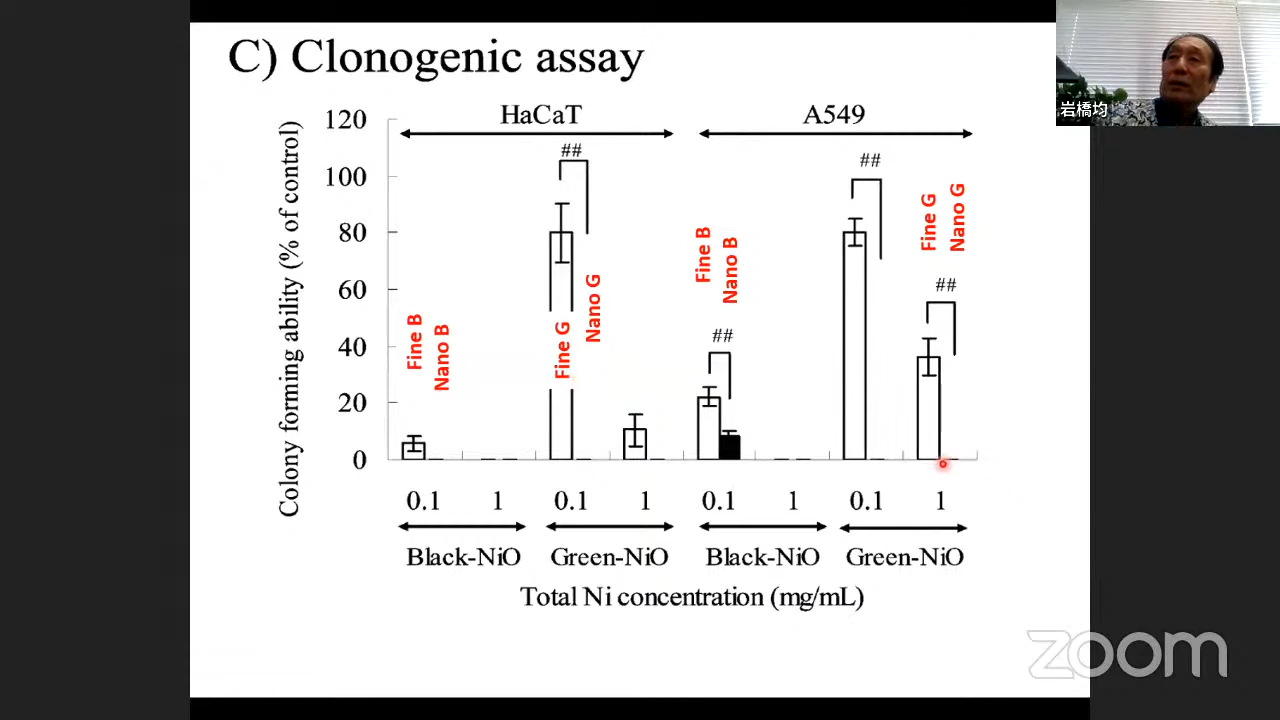 C) Clonogenic assay
岩橋均
HaCaT
A549
Colony forming ability (% of control)
120
100
80
60
40
20
0
##
##
##
##
Fine B
Nano B
Fine G
Nano G
Fine B
Nano B
Fine G
Nano G
0.1 1 0.1 1 0.1 1 0.1 1
Black-NiO Green-NiO Black-NiO Green-NiO
Total Ni concentration (mg/mL)
zoom